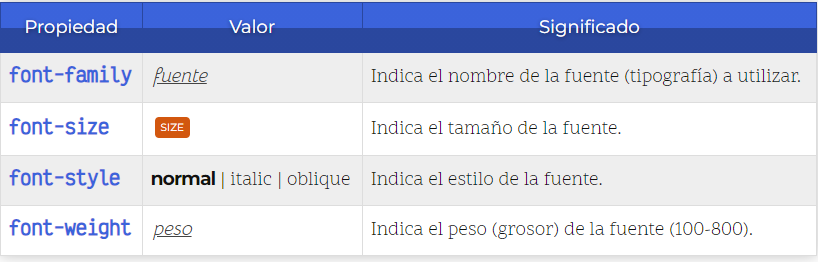 Propiedad Valor Significado
font-family fuente Indica el nombre de la fuente (tipografía) a utilizar.
font-size SIZE Indica el tamaño de la fuente.
font-style normal | italic | oblique Indica el estilo de la fuente.
font-weight peso Indica el peso (grosor) de la fuente (100-800).